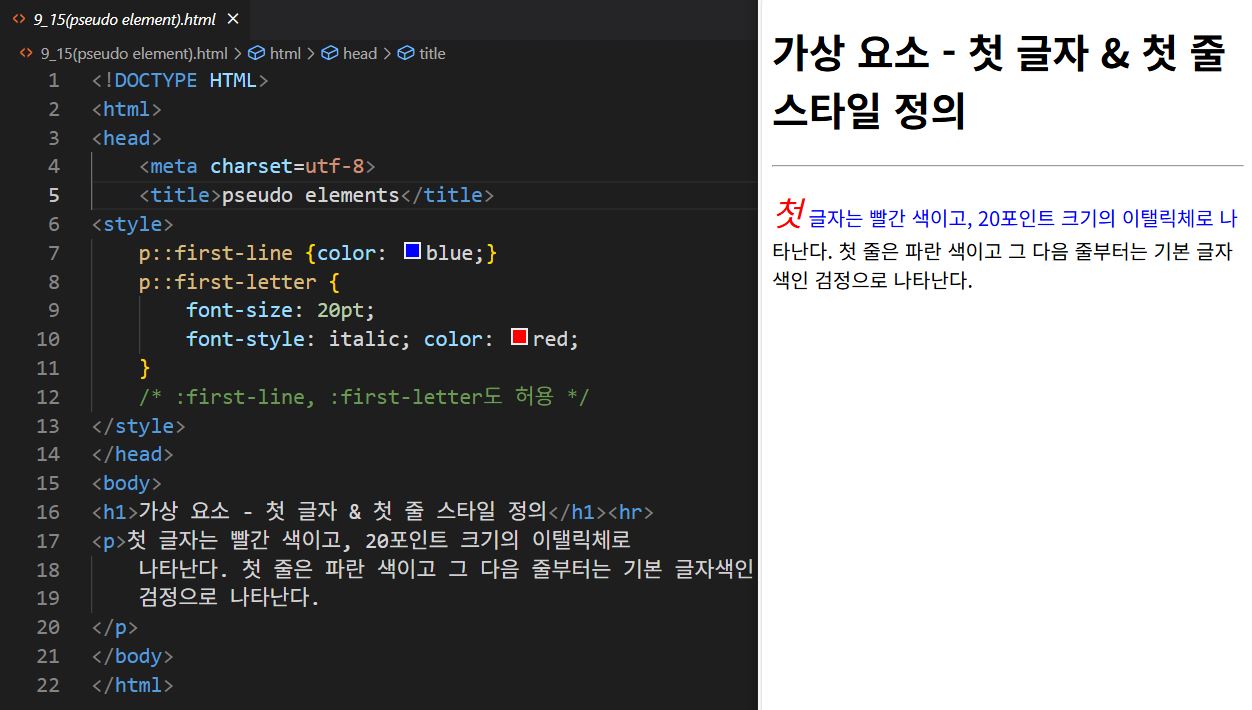 9_15(pseudo element).html
9_15(pseudo element).html > html > head > title
1 <!DOCTYPE HTML>
2 <html>
3 <head>
4 <meta charset=utf-8>
5 <title>pseudo elements</title>
6 <style>
7 p::first-line {color: blue;}
8 p::first-letter {
9 font-size: 20pt;
10 font-style: italic; color: red;
11 }
12 /* :first-line, :first-letter도 허용 */
13 </style>
14 </head>
15 <body>
16 <h1>가상 요소 - 첫 글자 & 첫 줄 스타일 정의</h1><hr>
17 <p>첫 글자는 빨간 색이고, 20포인트 크기의 이탤릭체로
18 나타난다. 첫 줄은 파란 색이고 그 다음 줄부터는 기본 글자색인
19 검정으로 나타난다.
20 </p>
21 </body>
22 </html>
가상 요소 - 첫 글자 & 첫 줄
스타일 정의
첫 글자는 빨간 색이고, 20포인트 크기의 이탤릭체로 나
타난다. 첫 줄은 파란 색이고 그 다음 줄부터는 기본 글자
색인 검정으로 나타난다.